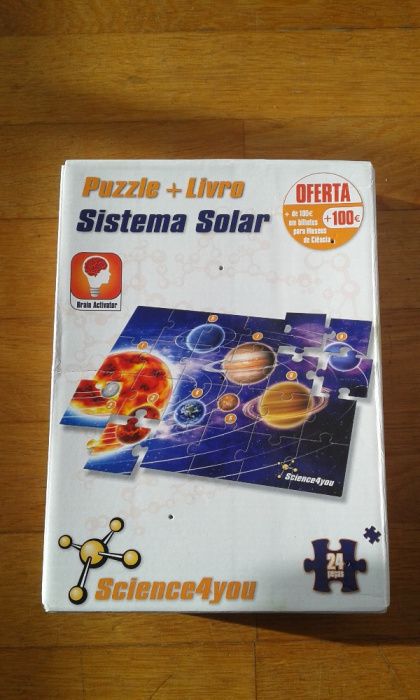 Puzzle + Livro
Sistema Solar
OFERTA
+ de 100€
em bilhetes
para Museus
de Ciência
+100€
Brain Activator
Science4you
24
peças
Science4you